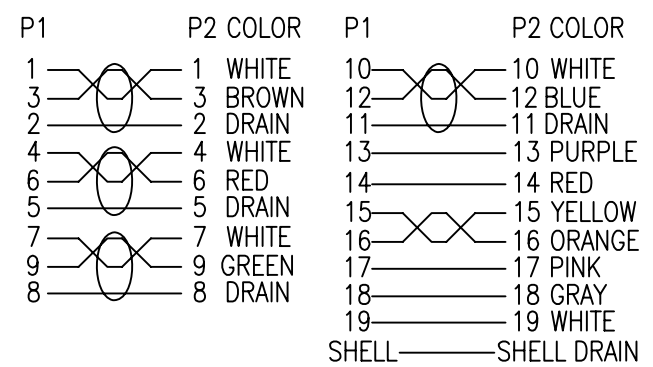 P1 P2 COLOR
1 1 WHITE
3 3 BROWN
2 2 DRAIN
4 4 WHITE
6 6 RED
5 5 DRAIN
7 7 WHITE
9 9 GREEN
8 8 DRAIN
P1 P2 COLOR
10 10 WHITE
12 12 BLUE
11 11 DRAIN
13 13 PURPLE
14 14 RED
15 15 YELLOW
16 16 ORANGE
17 17 PINK
18 18 GRAY
19 19 WHITE
SHELL SHELL DRAIN